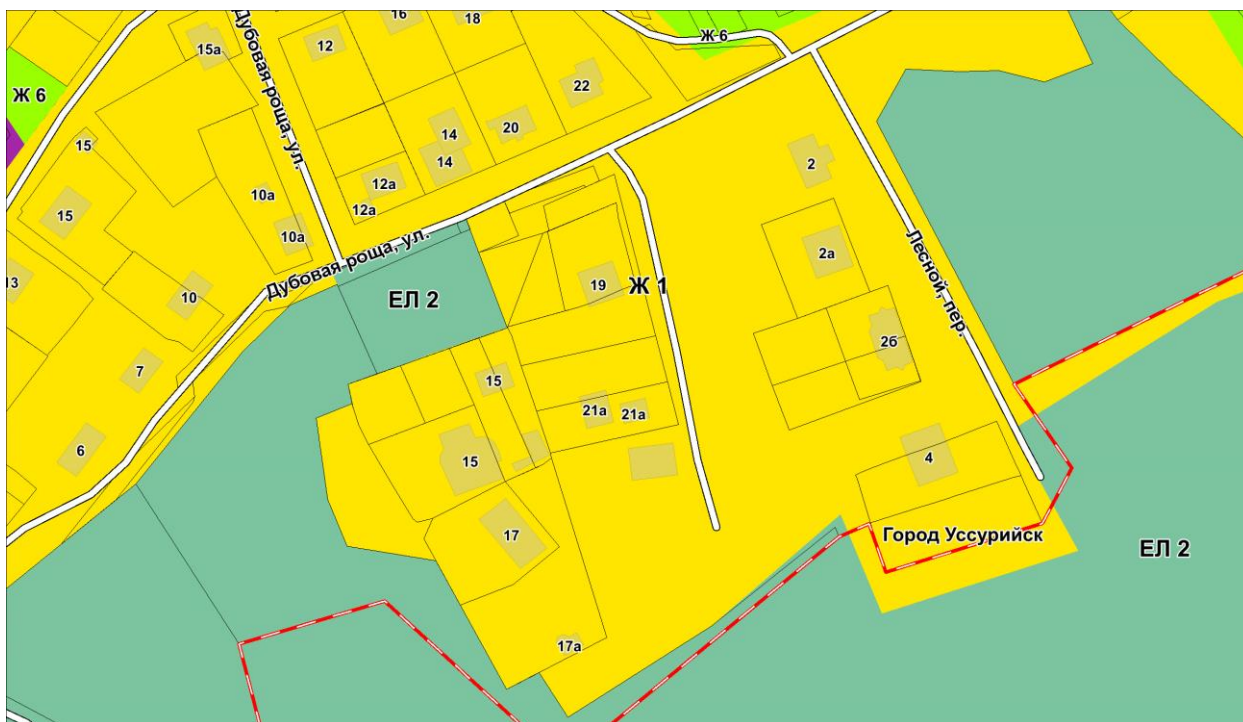 16
18
Дубовая роща, ул.
15а
12
Ж 6
22
Ж 6
14
20
15
14
2
12а
10а
12а
15
10а
Лесной, пер.
Дубовая роща, ул.
2а
13
10
ЕЛ 2
19
Ж 1
2б
7
15
21а
21а
6
15
4
17
Город Уссурийск
ЕЛ 2
17а